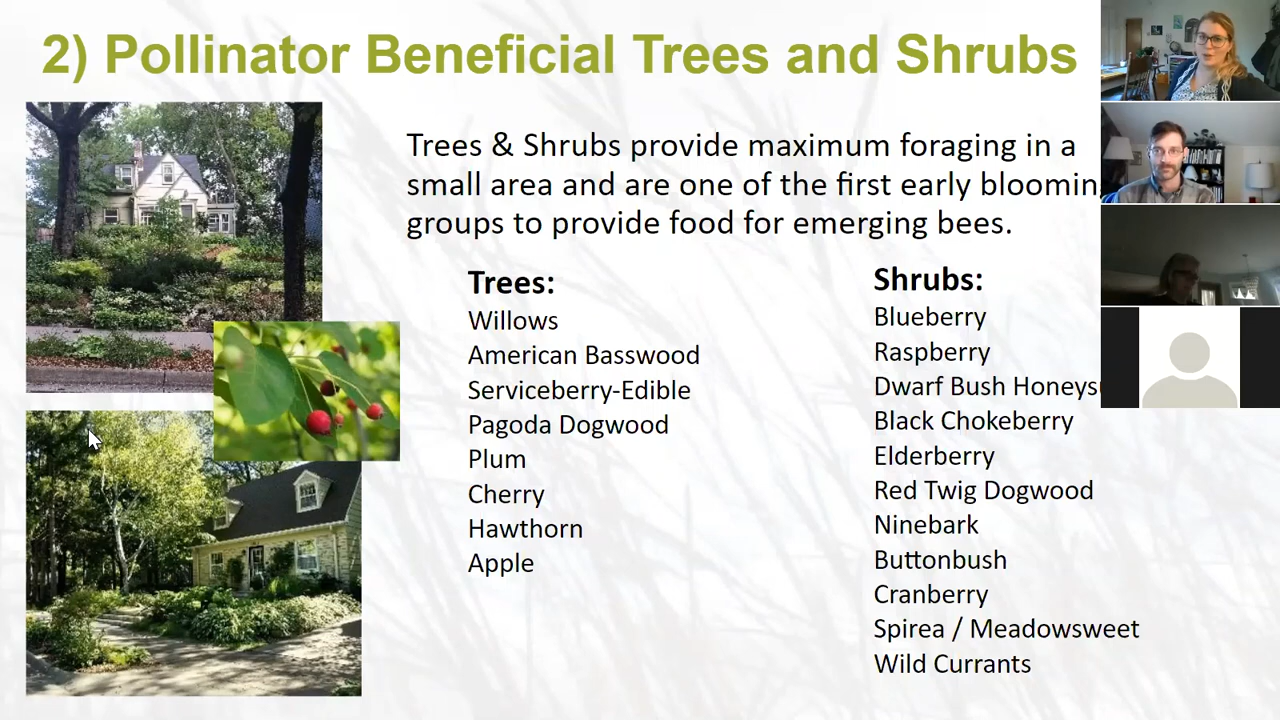 2) Pollinator Beneficial Trees and Shrubs
Trees & Shrubs provide maximum foraging in a
small area and are one of the first early
groups to provide food for emerging bees.
Trees:
Willows
American Basswood
Serviceberry-Edible
Pagoda Dogwood
Plum
Cherry
Hawthorn
Apple
Shrubs:
Blueberry
Raspberry
Dwarf Bush
Black Chokeberry
Elderberry
Red Twig Dogwood
Ninebark
Buttonbush
Cranberry
Spirea / Meadowsweet
Wild Currants